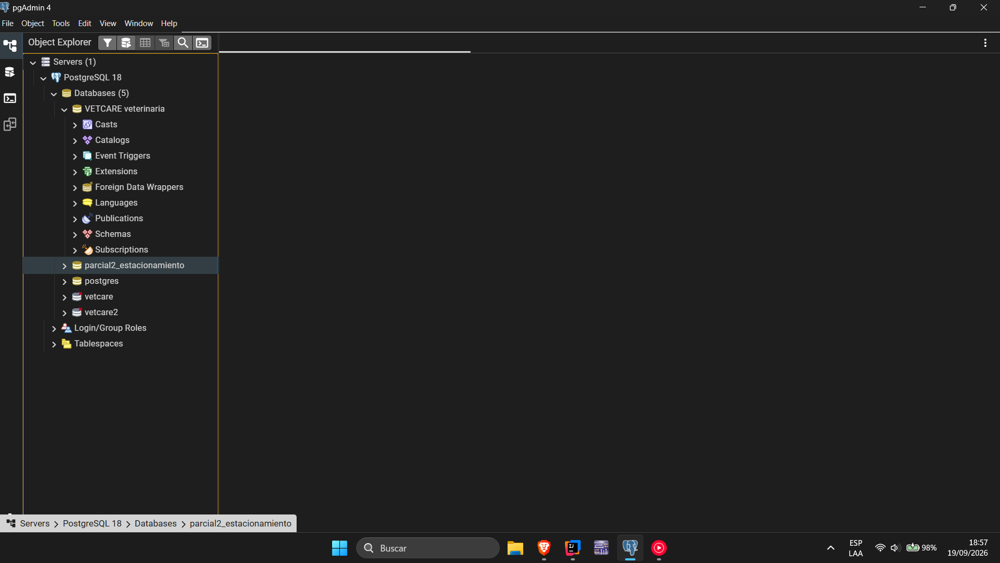 pgAdmin 4
File Object Tools Edit View Window Help
Object Explorer
Servers (1)
PostgreSQL 18
Databases (5)
VETCARE veterinaria
Casts
Catalogs
Event Triggers
Extensions
Foreign Data Wrappers
Languages
Publications
Schemas
Subscriptions
parcial2_estacionamiento
postgres
vetcare
vetcare2
Login/Group Roles
Tablespaces
Servers > PostgreSQL 18 > Databases > parcial2_estacionamiento
Buscar
ESP
LAA
98%
18:57
19/09/2026